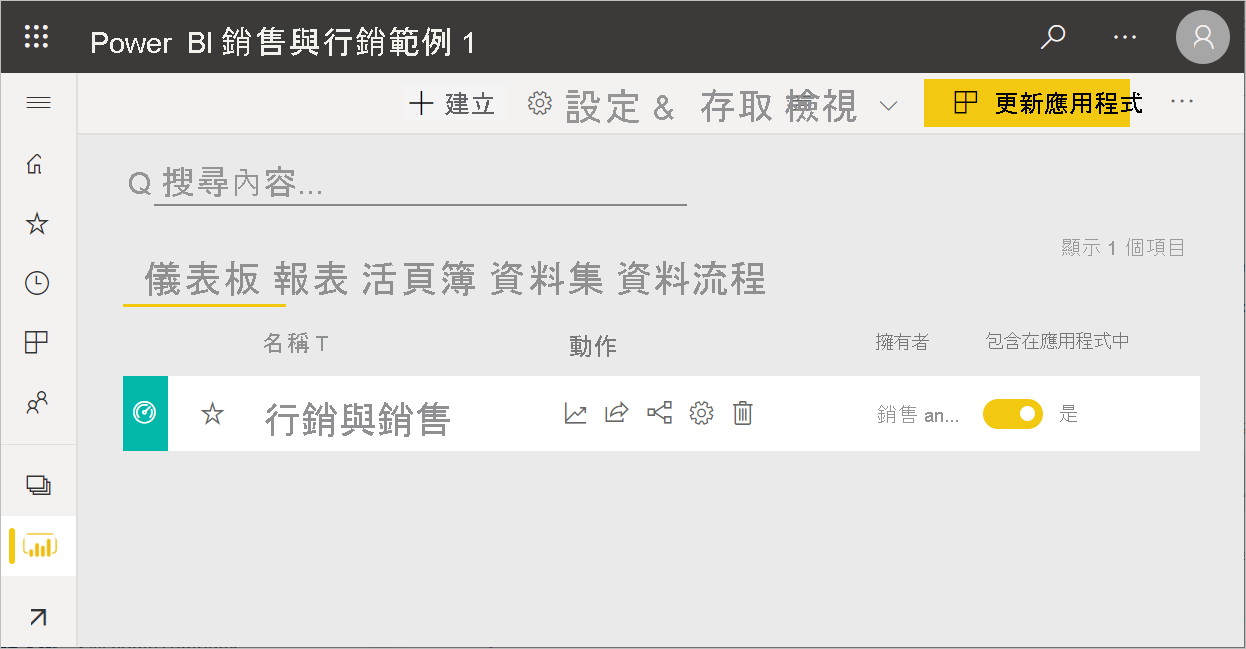 Power BI 銷售與行銷範例 1
建立 設定 & 存取 檢視 更新應用程式
搜尋內容...
顯示 1 個項目
儀表板 報表 活頁簿 資料集 資料流程
名稱 T 動作 擁有者 包含在應用程式中
行銷與銷售 銷售 an... 是